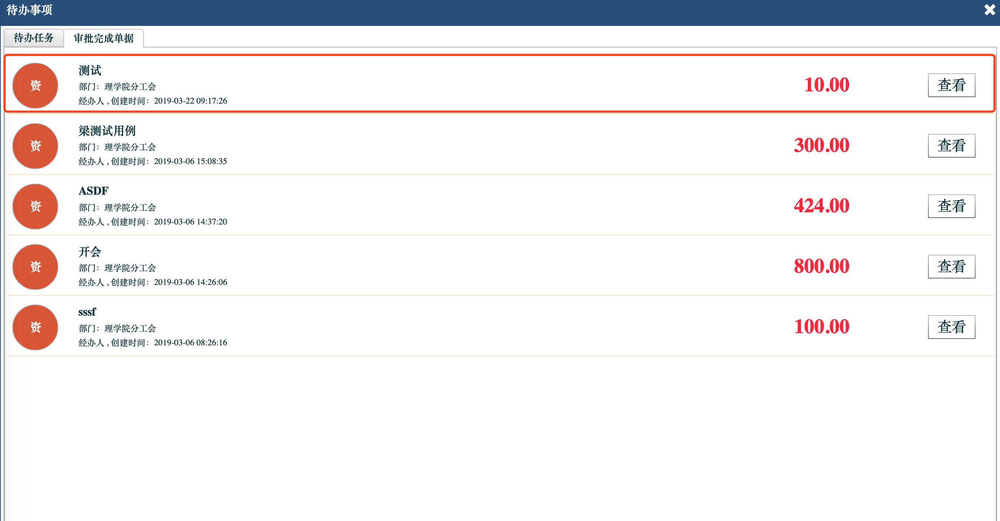 待办事项
待办任务 审批完成单据
资
测试
部门：理学院分工会
经办人 , 创建时间：2019-03-22 09:17:26
10.00
查看
资
梁测试用例
部门：理学院分工会
经办人 , 创建时间：2019-03-06 15:08:35
300.00
查看
资
ASDF
部门：理学院分工会
经办人 , 创建时间：2019-03-06 14:37:20
424.00
查看
资
开会
部门：理学院分工会
经办人 , 创建时间：2019-03-06 14:26:06
800.00
查看
资
sssf
部门：理学院分工会
经办人 , 创建时间：2019-03-06 08:26:16
100.00
查看